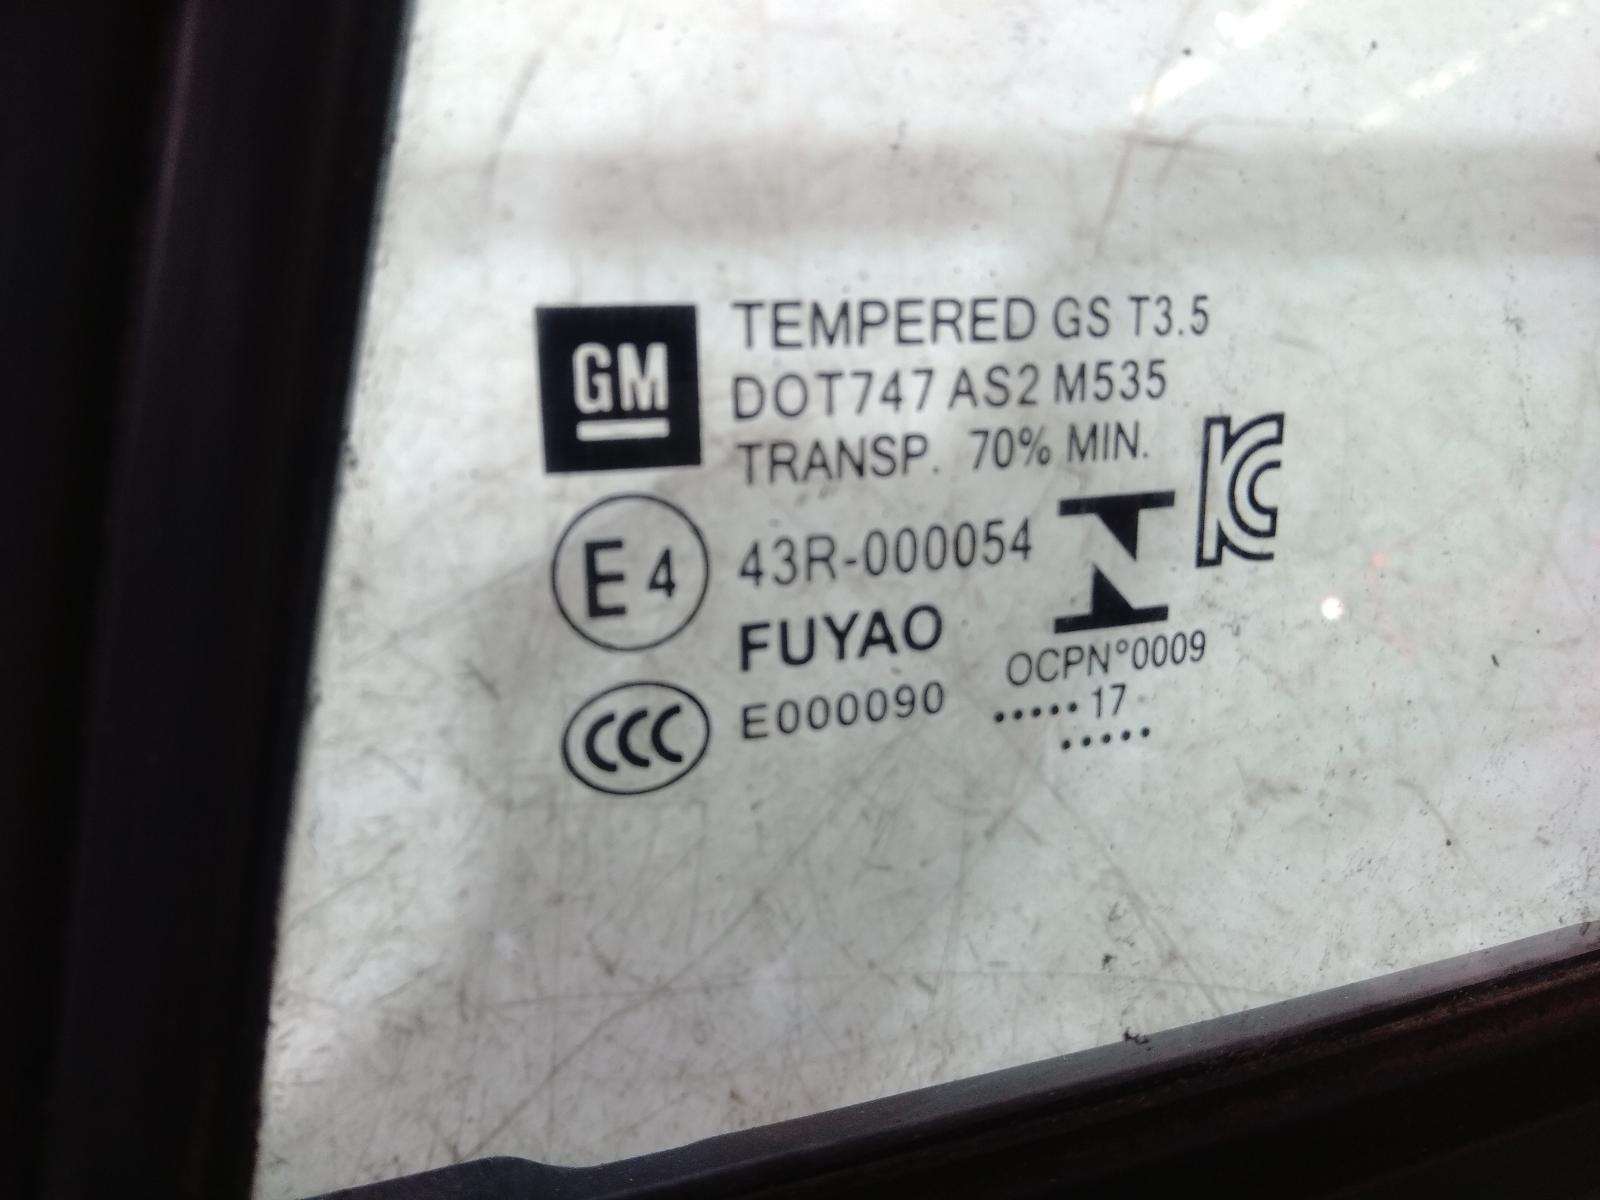 GM
TEMPERED GS T3.5
DOT747 AS2 M535
TRANSP. 70% MIN.
KC
E4
43R-000054
FUYAO
OCPN°0009
CCC
E000090
•••••17
•••••